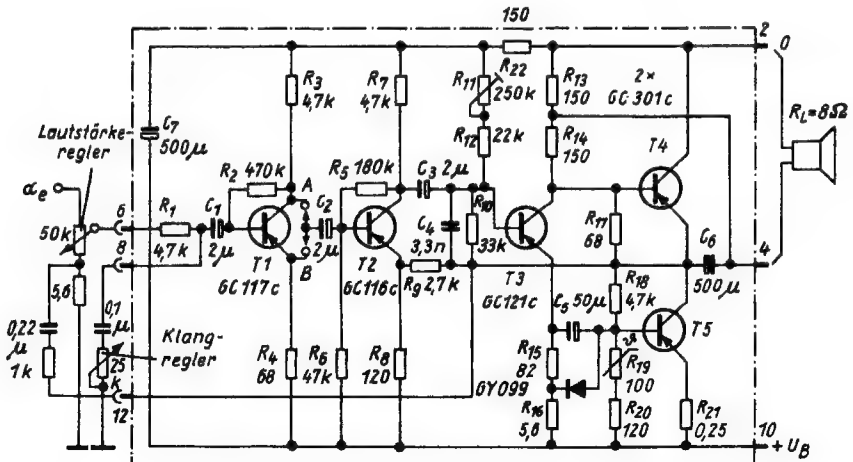 150
2
0
R22
R3
4,7k
R7
4,7k
R11
250k
R13
150
2×
GC 301c
RL=8Ω
C7
500μ
R12
22k
R14
150
T4
Lautstärke-
regler
R2 470k
A
R5 180k
C3 2μ
αe
6
R1
4,7k
C1
2μ
C2
2μ
C4
3,3n
R10
33k
R17
68
C6
500μ
4
50k
8
B
T1
GC117c
T2
GC116c
R9 2,7k
T3
GC121c
R18
4,7k
5,6
C5 50μ
T5
0,1
μ
0,22
μ
1k
Klang-
regler
25
k
R4
68
R6
47k
R8
120
R15
82
GY099
ϑ
R19
100
12
R16
5,6
R20
120
R21
0,25
10
+UB